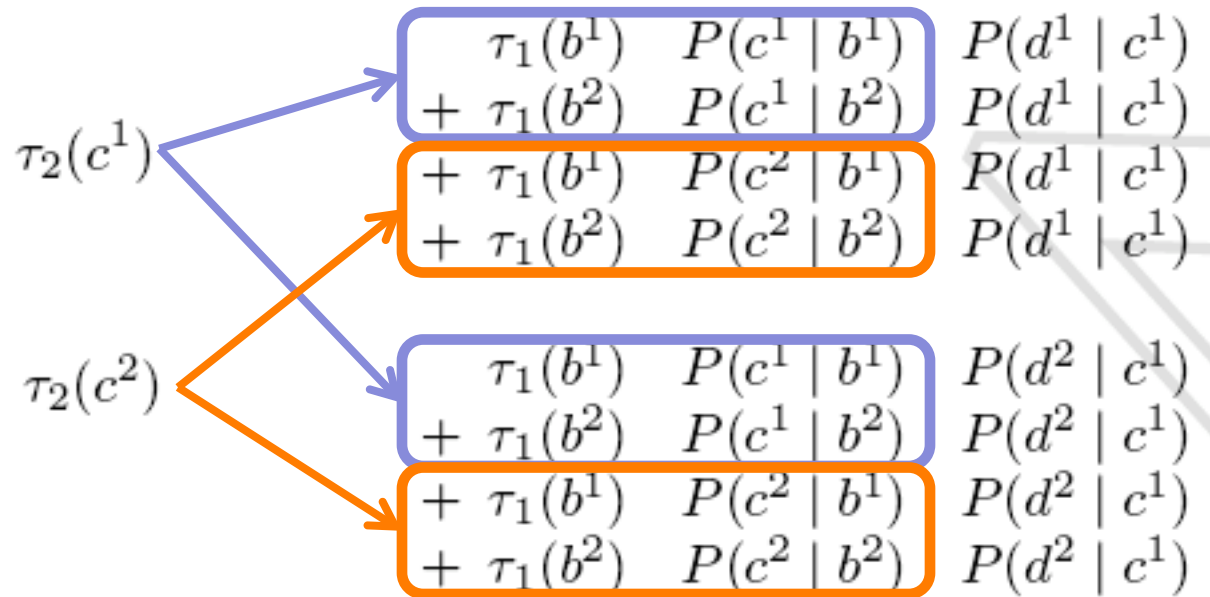 τ₁(b¹) P(c¹ | b¹) P(d¹ | c¹)
+ τ₁(b²) P(c¹ | b²) P(d¹ | c¹)
τ₂(c¹)
+ τ₁(b¹) P(c² | b¹) P(d¹ | c¹)
+ τ₁(b²) P(c² | b²) P(d¹ | c¹)
τ₁(b¹) P(c¹ | b¹) P(d² | c¹)
τ₂(c²)
+ τ₁(b²) P(c¹ | b²) P(d² | c¹)
+ τ₁(b¹) P(c² | b¹) P(d² | c¹)
+ τ₁(b²) P(c² | b²) P(d² | c¹)